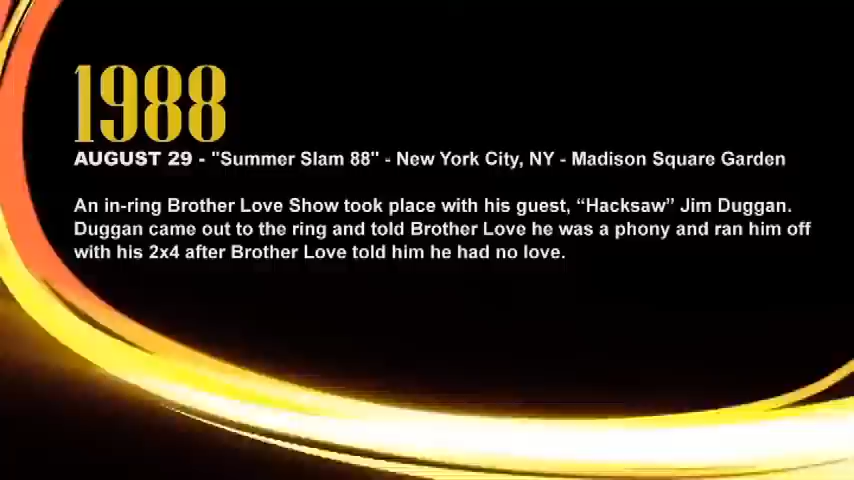 1988
AUGUST 29 - "Summer Slam 88" - New York City, NY - Madison Square Garden
An in-ring Brother Love Show took place with his guest, “Hacksaw” Jim Duggan.
Duggan came out to the ring and told Brother Love he was a phony and ran him off
with his 2x4 after Brother Love told him he had no love.